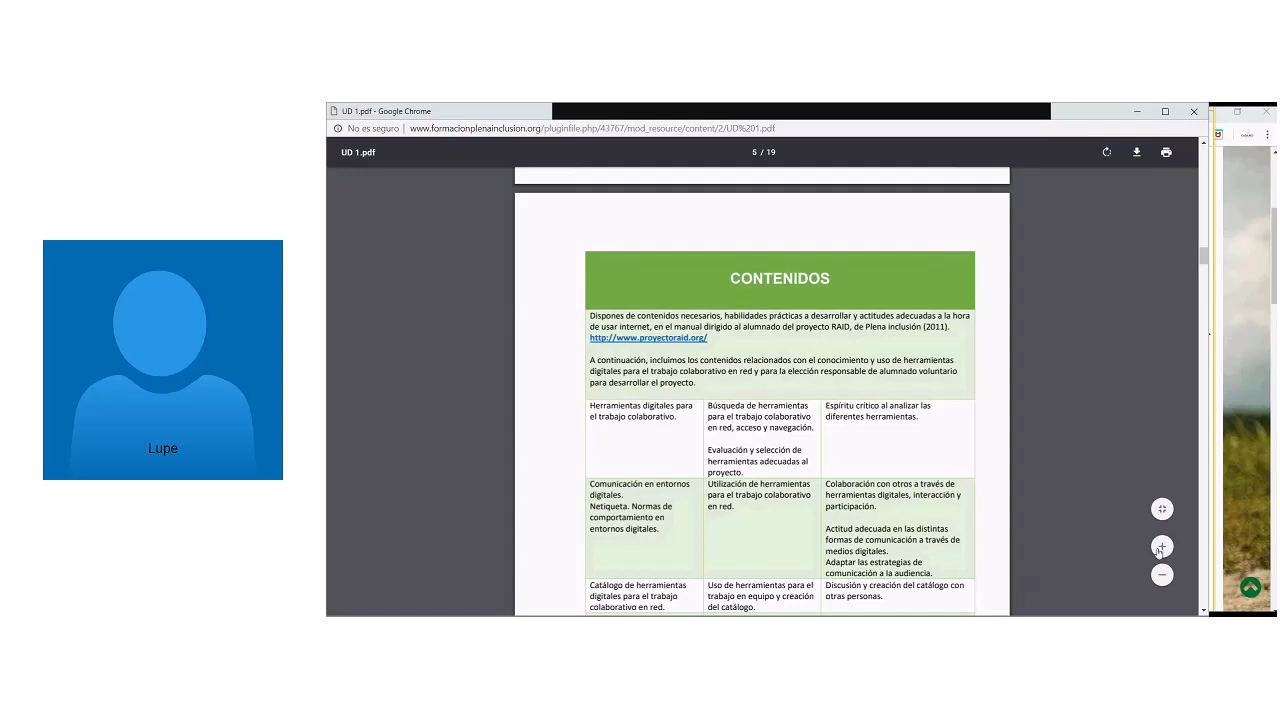 UD 1.pdf - Google Chrome
No es seguro | www.formacionplenainclusion.org/pluginfile.php/43767/mod_resource/content/2/UD%201.pdf
UD 1.pdf
5 / 19
CONTENIDOS
Dispones de contenidos necesarios, habilidades prácticas a desarrollar y actitudes adecuadas a la hora
de usar internet, en el manual dirigido al alumnado del proyecto RAID, de Plena inclusión (2011).
http://www.proyectoraid.org/
A continuación, incluimos los contenidos relacionados con el conocimiento y uso de herramientas
digitales para el trabajo colaborativo en red y para la elección responsable de alumnado voluntario
para desarrollar el proyecto.
Herramientas digitales para
el trabajo colaborativo.
Búsqueda de herramientas
para el trabajo colaborativo
en red, acceso y navegación.
Evaluación y selección de
herramientas adecuadas al
proyecto.
Espíritu crítico al analizar las
diferentes herramientas.
Comunicación en entornos
digitales.
Netiqueta. Normas de
comportamiento en
entornos digitales.
Utilización de herramientas
para el trabajo colaborativo
en red.
Colaboración con otros a través de
herramientas digitales, interacción y
participación.
Actitud adecuada en las distintas
formas de comunicación a través de
medios digitales.
Adaptar las estrategias de
comunicación a la audiencia.
Catálogo de herramientas
digitales para el trabajo
colaborativo en red.
Uso de herramientas para el
trabajo en equipo y creación
del catálogo.
Discusión y creación del catálogo con
otras personas.
Lupe